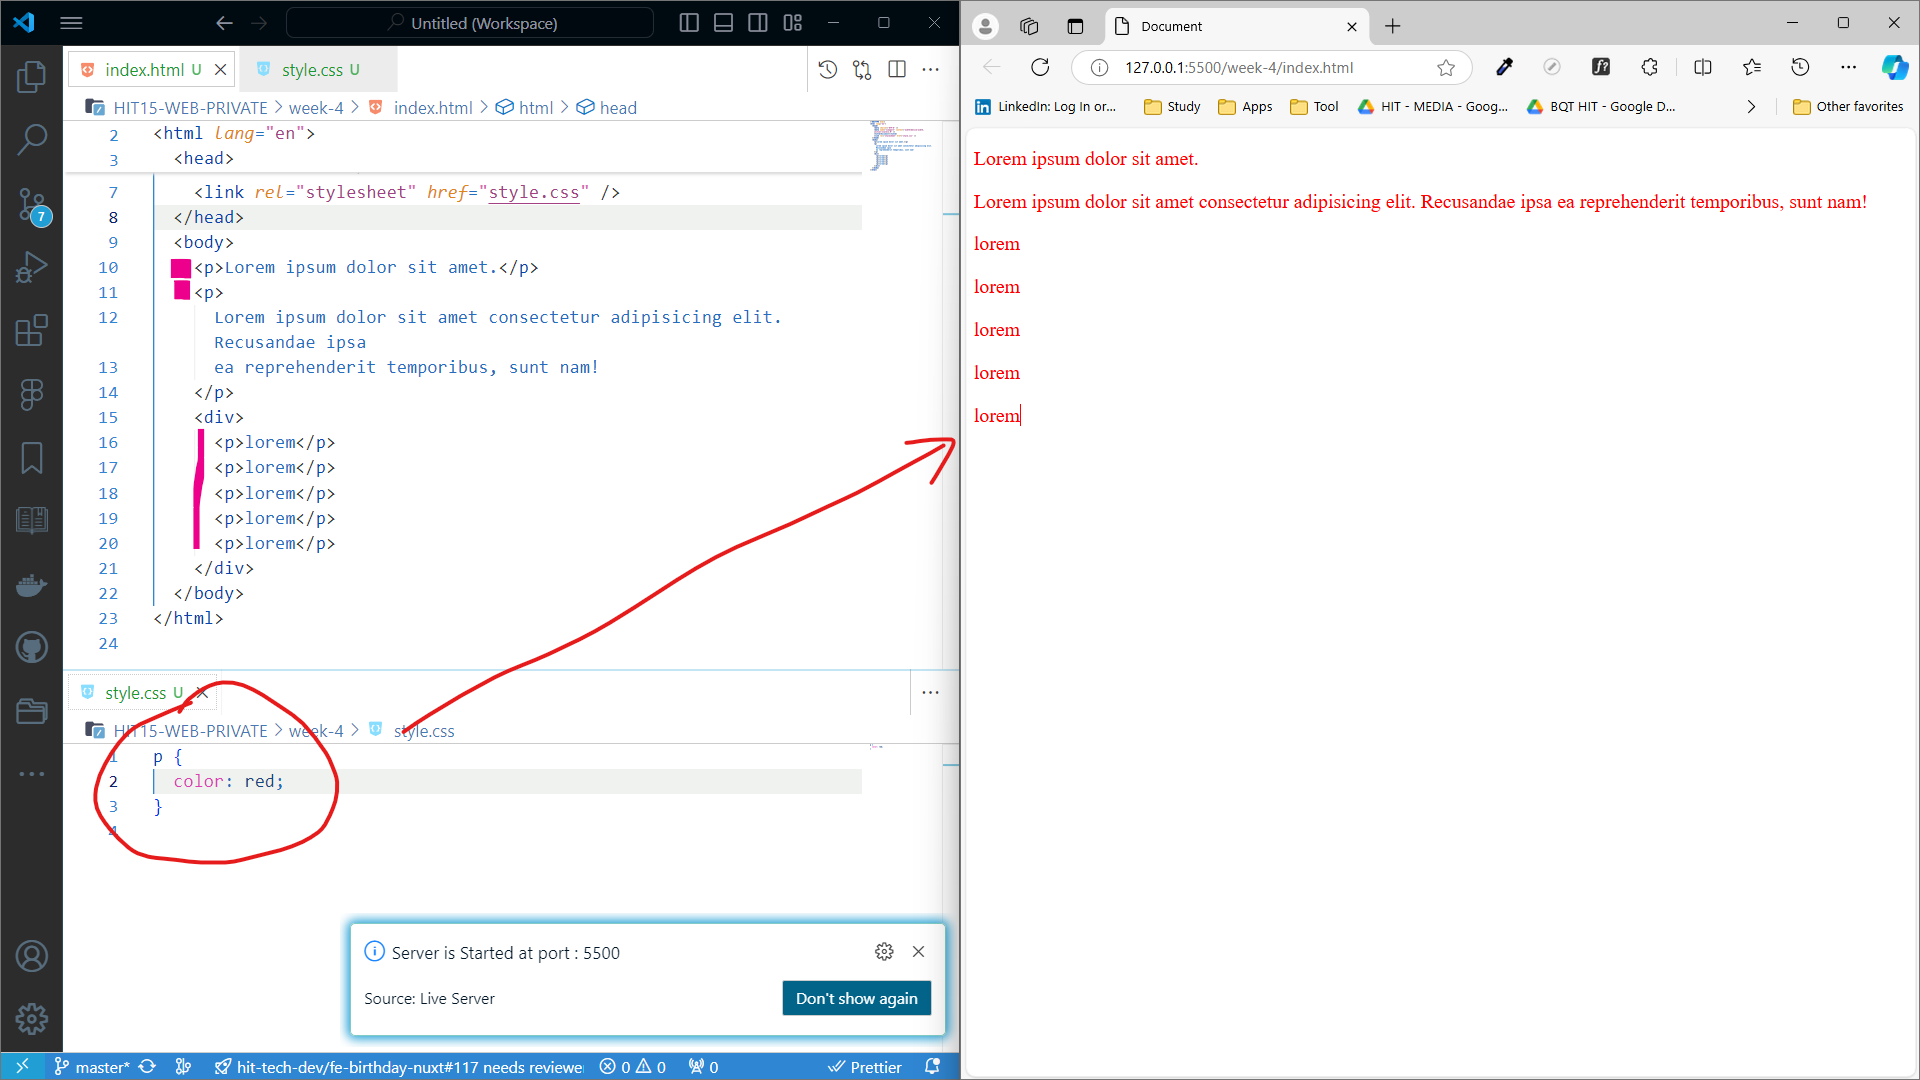 Untitled (Workspace)
index.html U
style.css U
HIT15-WEB-PRIVATE > week-4 > index.html > html > head
2 <html lang="en">
3 <head>
7 <link rel="stylesheet" href="style.css" />
8 </head>
9 <body>
10 <p>Lorem ipsum dolor sit amet.</p>
11 <p>
12 Lorem ipsum dolor sit amet consectetur adipisicing elit.
Recusandae ipsa
13 ea reprehenderit temporibus, sunt nam!
14 </p>
15 <div>
16 <p>lorem</p>
17 <p>lorem</p>
18 <p>lorem</p>
19 <p>lorem</p>
20 <p>lorem</p>
21 </div>
22 </body>
23 </html>
24
7
style.css U
HIT15-WEB-PRIVATE > week-4 > style.css
1 p {
2 color: red;
3 }
4
Server is Started at port : 5500
Source: Live Server
Don't show again
master*
hit-tech-dev/fe-birthday-nuxt#117 needs reviewe
0
0
0
Prettier
Document
127.0.0.1:5500/week-4/index.html
LinkedIn: Log In or...
Study
Apps
Tool
HIT - MEDIA - Goog...
BQT HIT - Google D...
Other favorites
Lorem ipsum dolor sit amet.
Lorem ipsum dolor sit amet consectetur adipisicing elit. Recusandae ipsa ea reprehenderit temporibus, sunt nam!
lorem
lorem
lorem
lorem
lorem